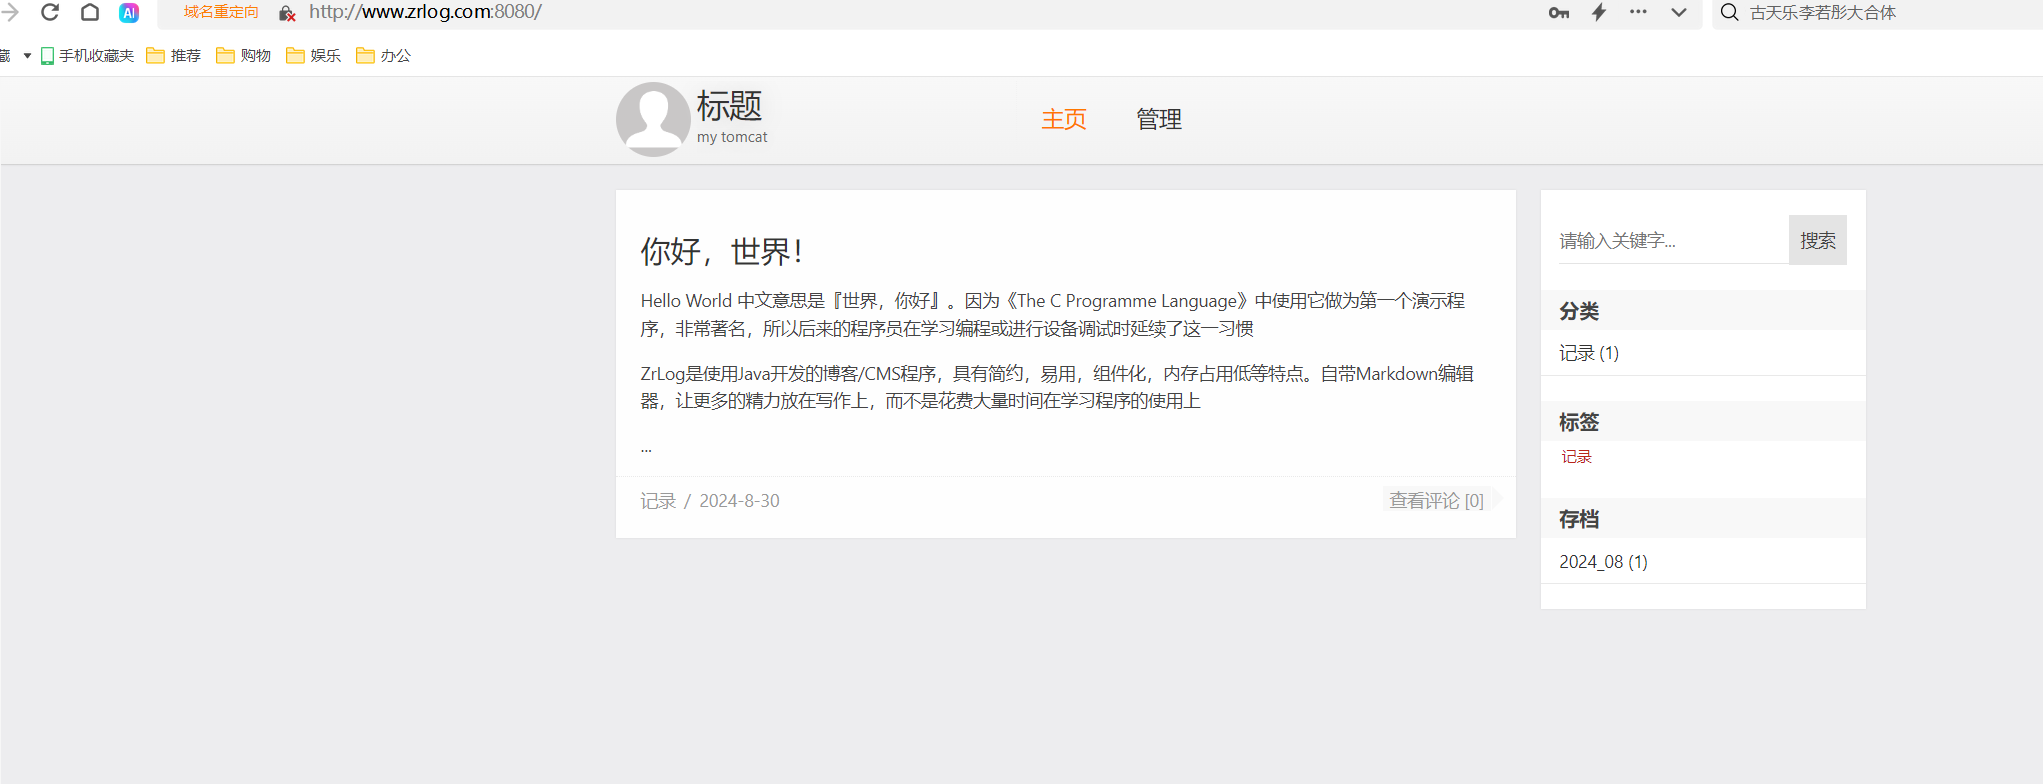 域名重定向 http://www.zrlog.com:8080/ 古天乐李若彤大合体
藏 手机收藏夹 推荐 购物 娱乐 办公
标题
my tomcat
主页 管理
你好，世界！
Hello World 中文意思是『世界，你好』。因为《The C Programme Language》中使用它做为第一个演示程
序，非常著名，所以后来的程序员在学习编程或进行设备调试时延续了这一习惯
ZrLog是使用Java开发的博客/CMS程序，具有简约，易用，组件化，内存占用低等特点。自带Markdown编辑
器，让更多的精力放在写作上，而不是花费大量时间在学习程序的使用上
...
记录 / 2024-8-30 查看评论 [0]
请输入关键字... 搜索
分类
记录 (1)
标签
记录
存档
2024_08 (1)